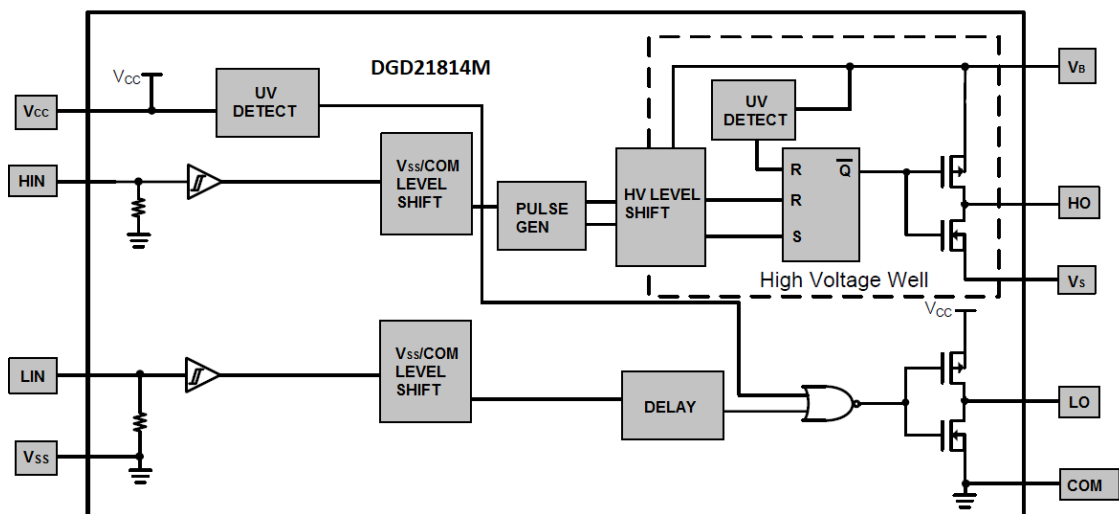 DGD21814M
VCC
VCC
UV
DETECT
HIN
VSS/COM
LEVEL
SHIFT
PULSE
GEN
HV LEVEL
SHIFT
UV
DETECT
R
R
S
Q
High Voltage Well
VB
HO
VS
LIN
VSS/COM
LEVEL
SHIFT
DELAY
VCC
LO
VSS
COM